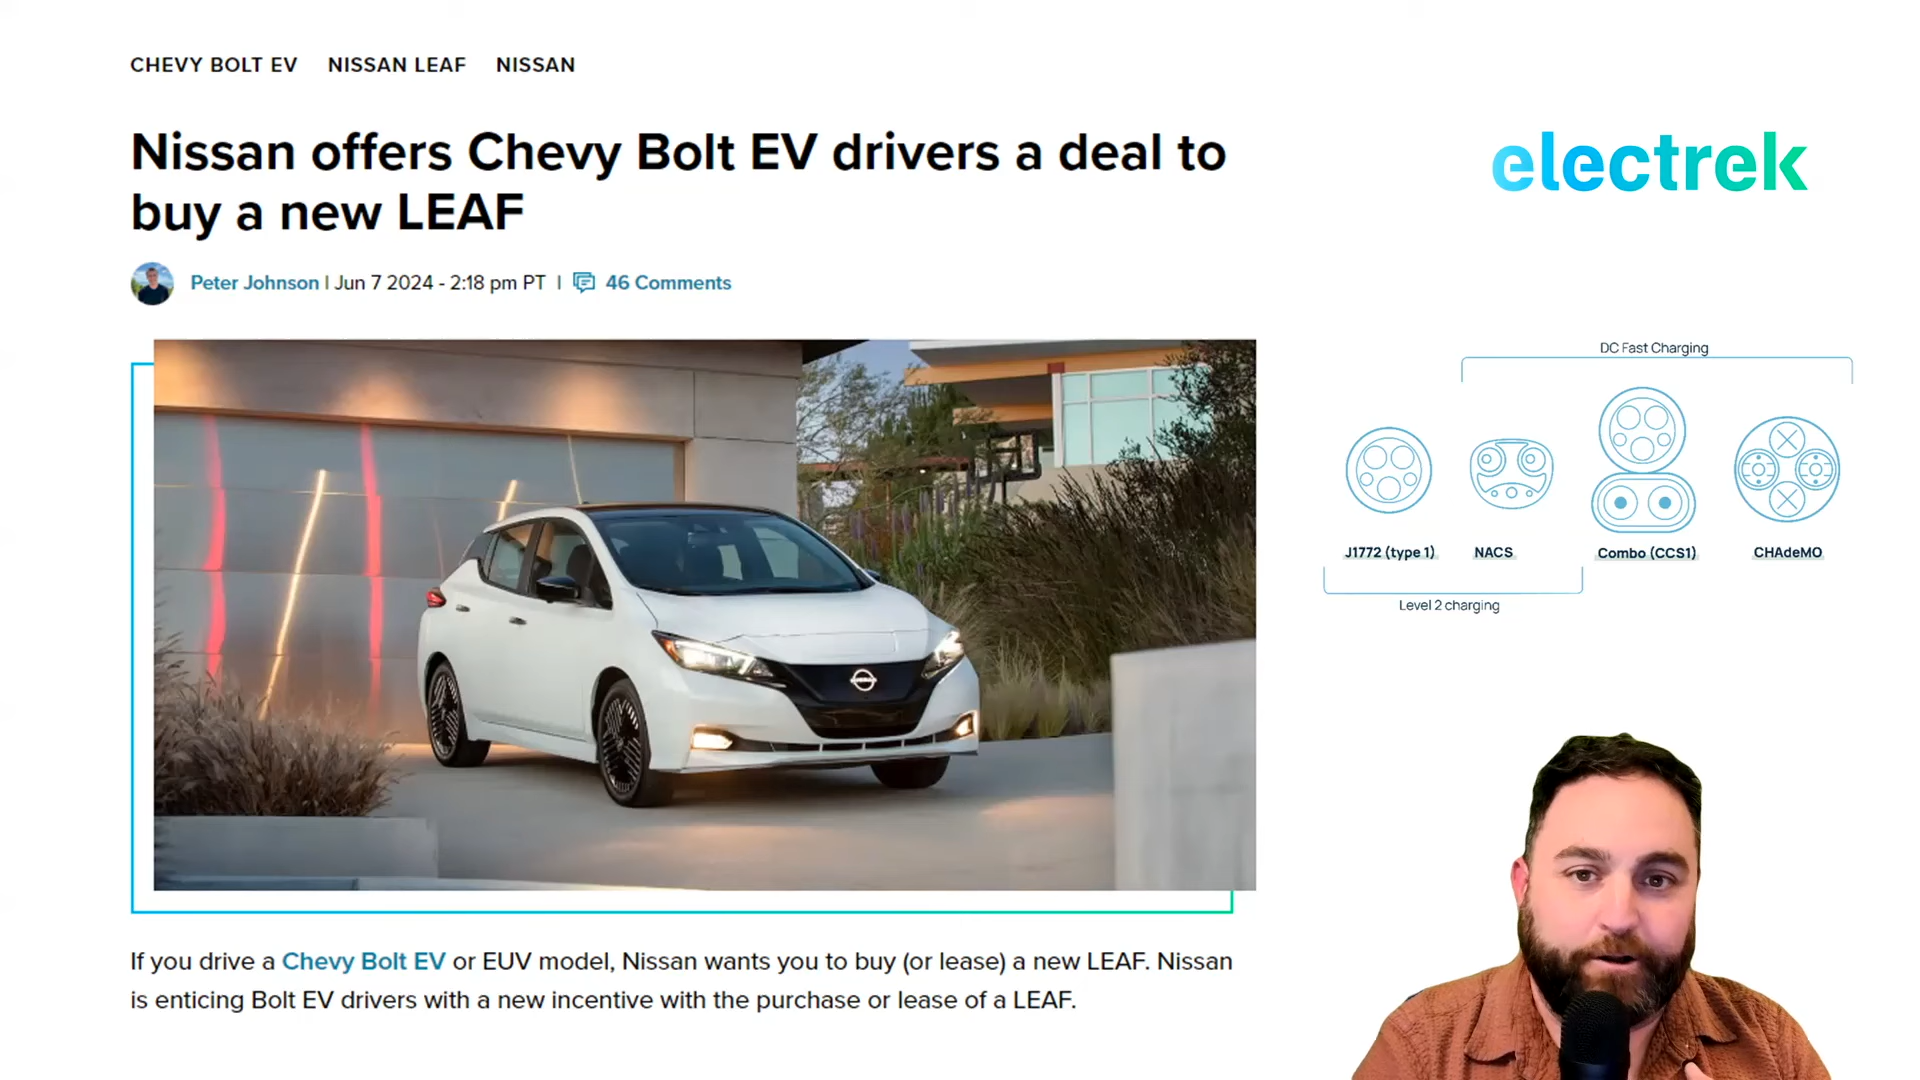 CHEVY BOLT EV NISSAN LEAF NISSAN
Nissan offers Chevy Bolt EV drivers a deal to
buy a new LEAF
Peter Johnson | Jun 7 2024 - 2:18 pm PT | 46 Comments
electrek
DC Fast Charging
J1772 (type 1) NACS Combo (CCS1) CHAdeMO
Level 2 charging
If you drive a Chevy Bolt EV or EUV model, Nissan wants you to buy (or lease) a new LEAF. Nissan
is enticing Bolt EV drivers with a new incentive with the purchase or lease of a LEAF.